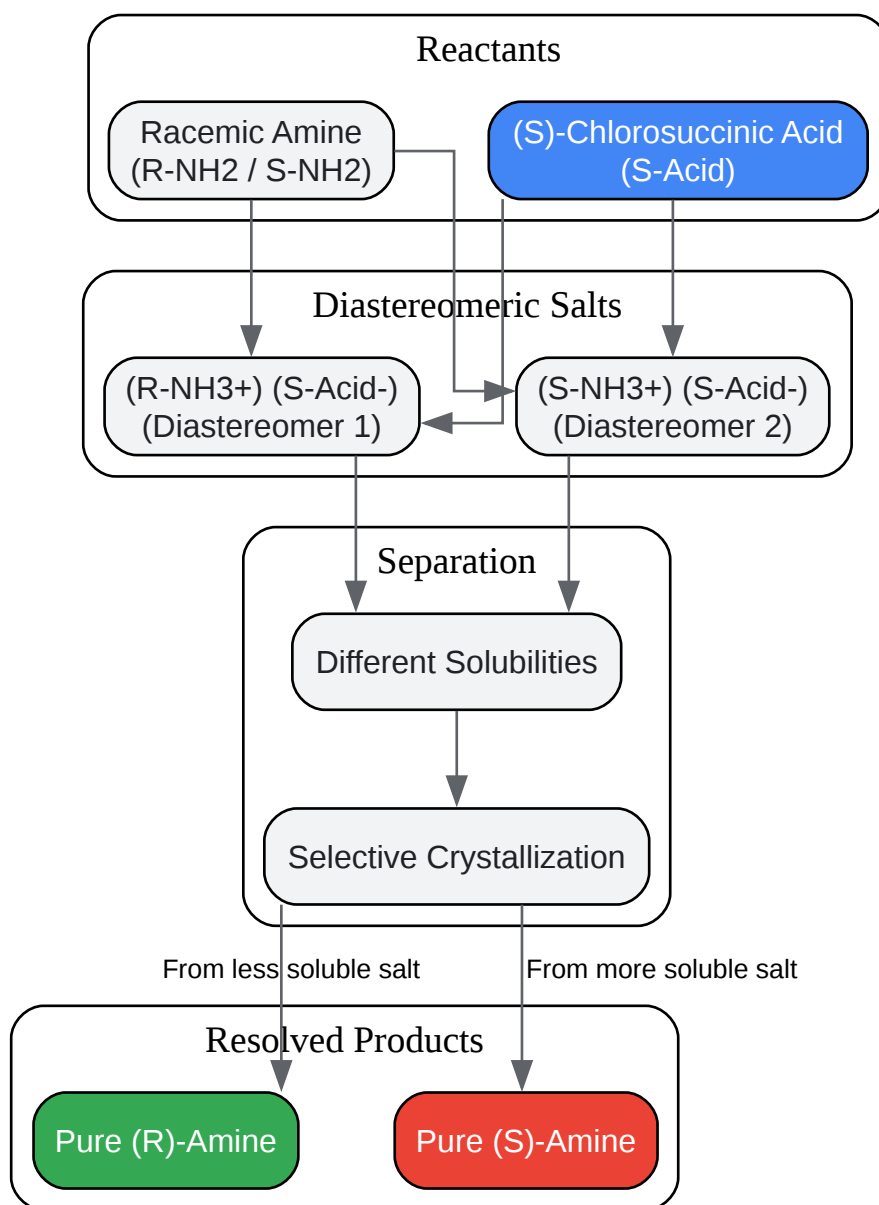 Reactants
Racemic Amine
(R-NH2 / S-NH2)
(S)-Chlorosuccinic Acid
(S-Acid)
Diastereomeric Salts
(R-NH3+) (S-Acid-)
(Diastereomer 1)
(S-NH3+) (S-Acid-)
(Diastereomer 2)
Separation
Different Solubilities
Selective Crystallization
From less soluble salt
From more soluble salt
Resolved Products
Pure (R)-Amine
Pure (S)-Amine